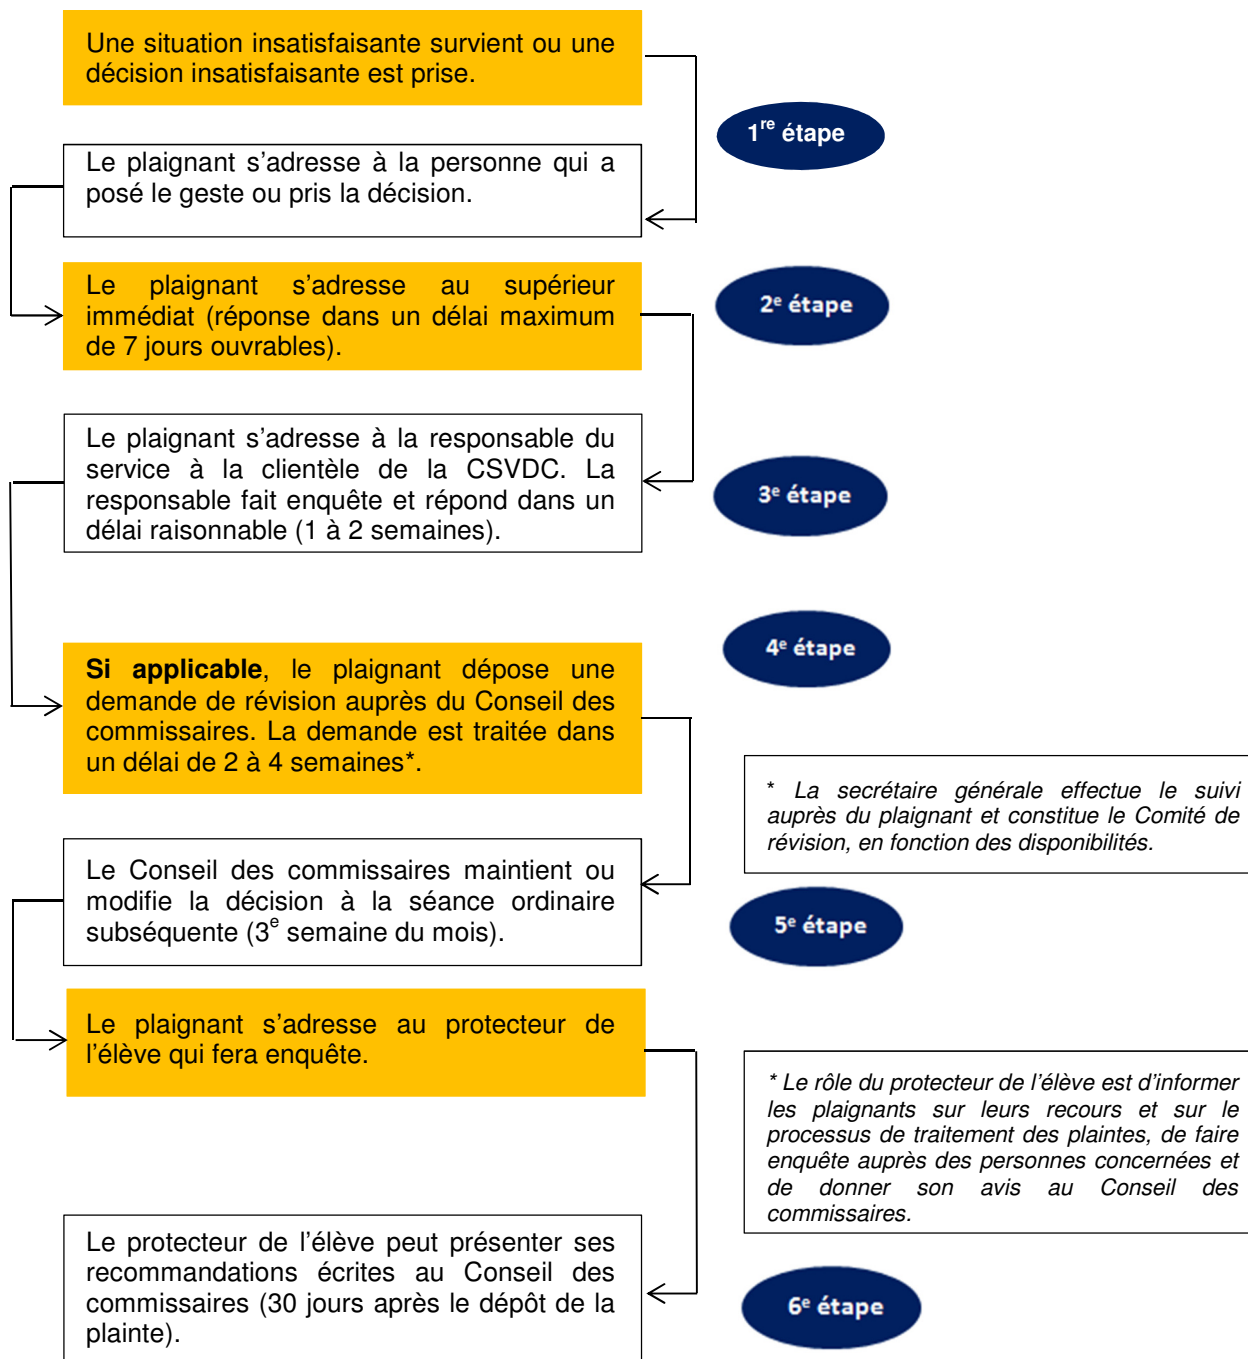 Une situation insatisfaisante survient ou une
décision insatisfaisante est prise.
1re étape
Le plaignant s’adresse à la personne qui a
posé le geste ou pris la décision.
Le plaignant s’adresse au supérieur
immédiat (réponse dans un délai maximum
de 7 jours ouvrables).
2e étape
Le plaignant s’adresse à la responsable du
service à la clientèle de la CSVDC. La
responsable fait enquête et répond dans un
délai raisonnable (1 à 2 semaines).
3e étape
4e étape
Si applicable, le plaignant dépose une
demande de révision auprès du Conseil des
commissaires. La demande est traitée dans
un délai de 2 à 4 semaines*.
* La secrétaire générale effectue le suivi
auprès du plaignant et constitue le Comité de
révision, en fonction des disponibilités.
Le Conseil des commissaires maintient ou
modifie la décision à la séance ordinaire
subséquente (3e semaine du mois).
5e étape
Le plaignant s’adresse au protecteur de
l’élève qui fera enquête.
* Le rôle du protecteur de l’élève est d’informer
les plaignants sur leurs recours et sur le
processus de traitement des plaintes, de faire
enquête auprès des personnes concernées et
de donner son avis au Conseil des
commissaires.
Le protecteur de l’élève peut présenter ses
recommandations écrites au Conseil des
commissaires (30 jours après le dépôt de la
plainte).
6e étape